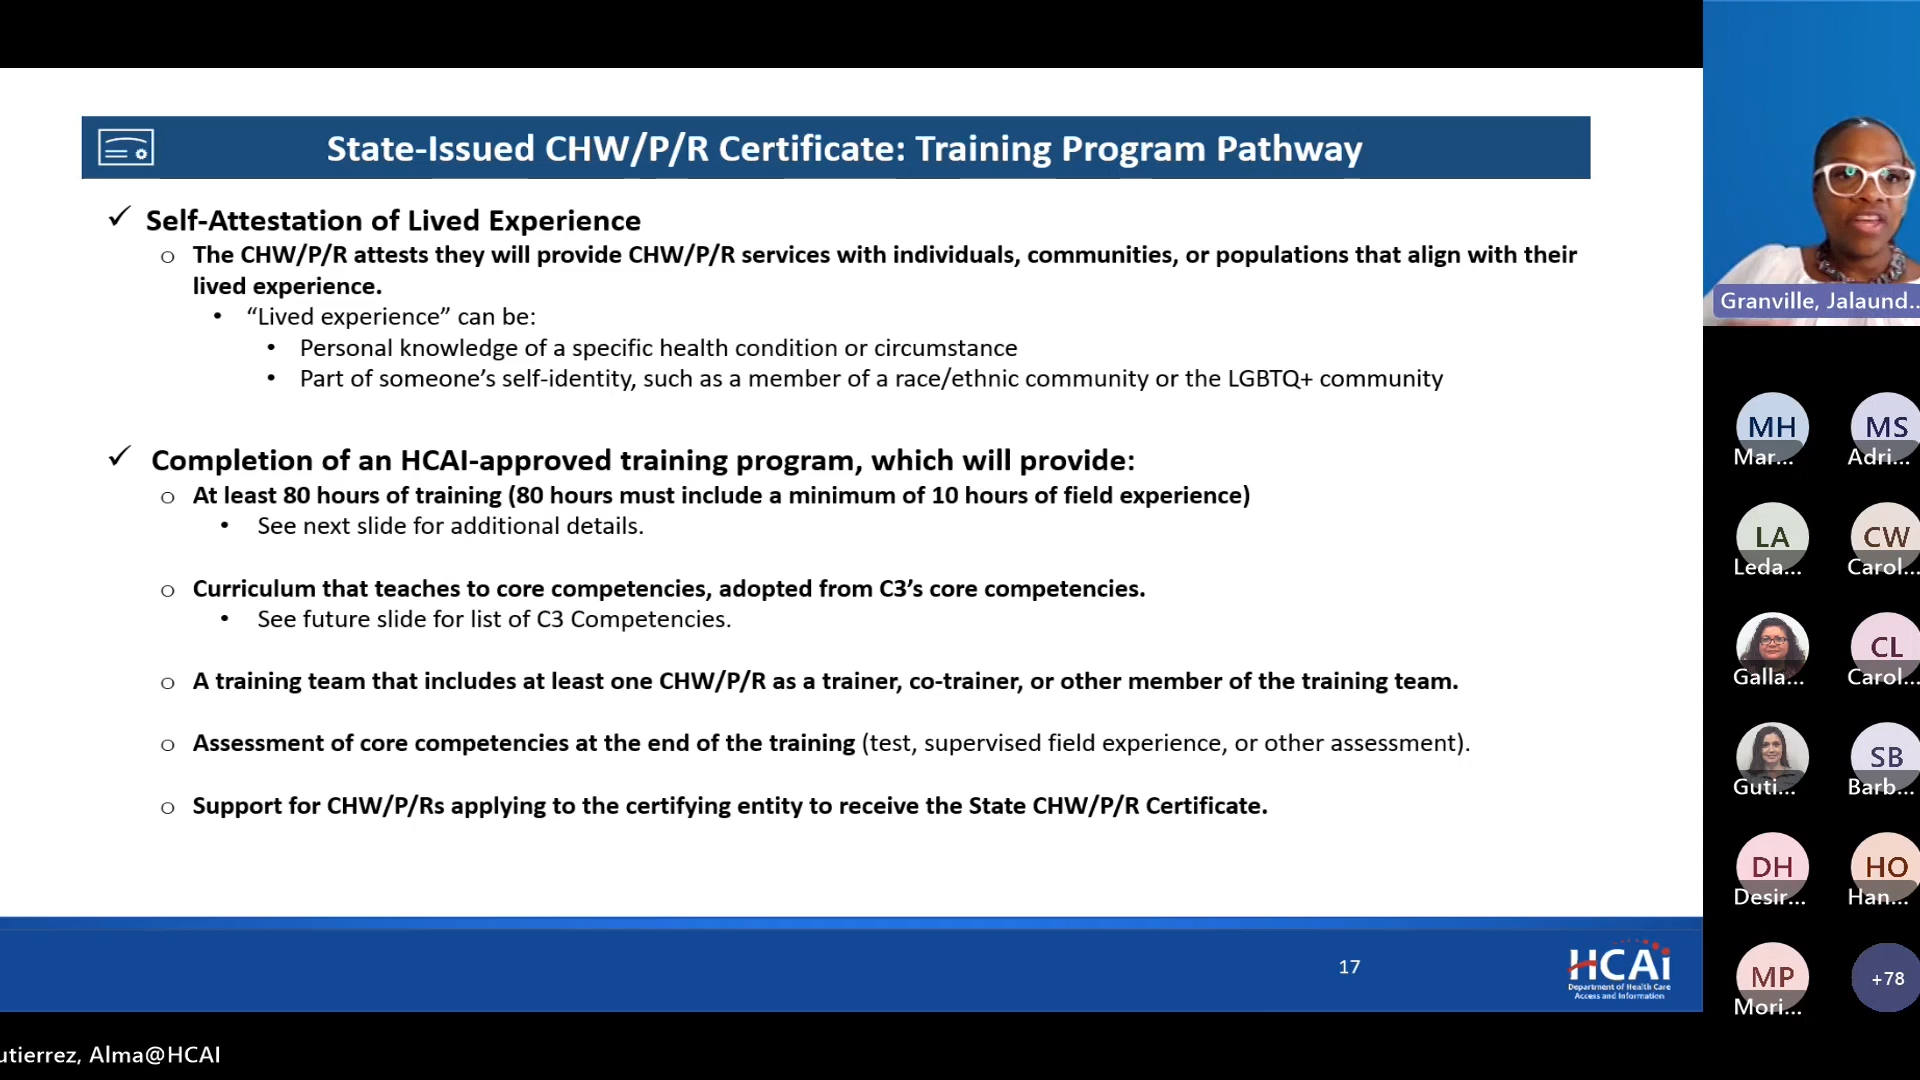 State-Issued CHW/P/R Certificate: Training Program Pathway
✓ Self-Attestation of Lived Experience
o The CHW/P/R attests they will provide CHW/P/R services with individuals, communities, or populations that align with their
lived experience.
• “Lived experience” can be:
• Personal knowledge of a specific health condition or circumstance
• Part of someone’s self-identity, such as a member of a race/ethnic community or the LGBTQ+ community
✓ Completion of an HCAI-approved training program, which will provide:
o At least 80 hours of training (80 hours must include a minimum of 10 hours of field experience)
• See next slide for additional details.
o Curriculum that teaches to core competencies, adopted from C3’s core competencies.
• See future slide for list of C3 Competencies.
o A training team that includes at least one CHW/P/R as a trainer, co-trainer, or other member of the training team.
o Assessment of core competencies at the end of the training (test, supervised field experience, or other assessment).
o Support for CHW/P/Rs applying to the certifying entity to receive the State CHW/P/R Certificate.
17
HCAi
Department of Health Care
Access and Information
Granville, Jalaund...
MH
Mar...
MS
Adri...
LA
Leda...
CW
Carol...
Galla...
CL
Carol...
Guti...
SB
Barb...
DH
Desir...
HO
Han...
MP
Mori...
+78
utierrez, Alma@HCAI